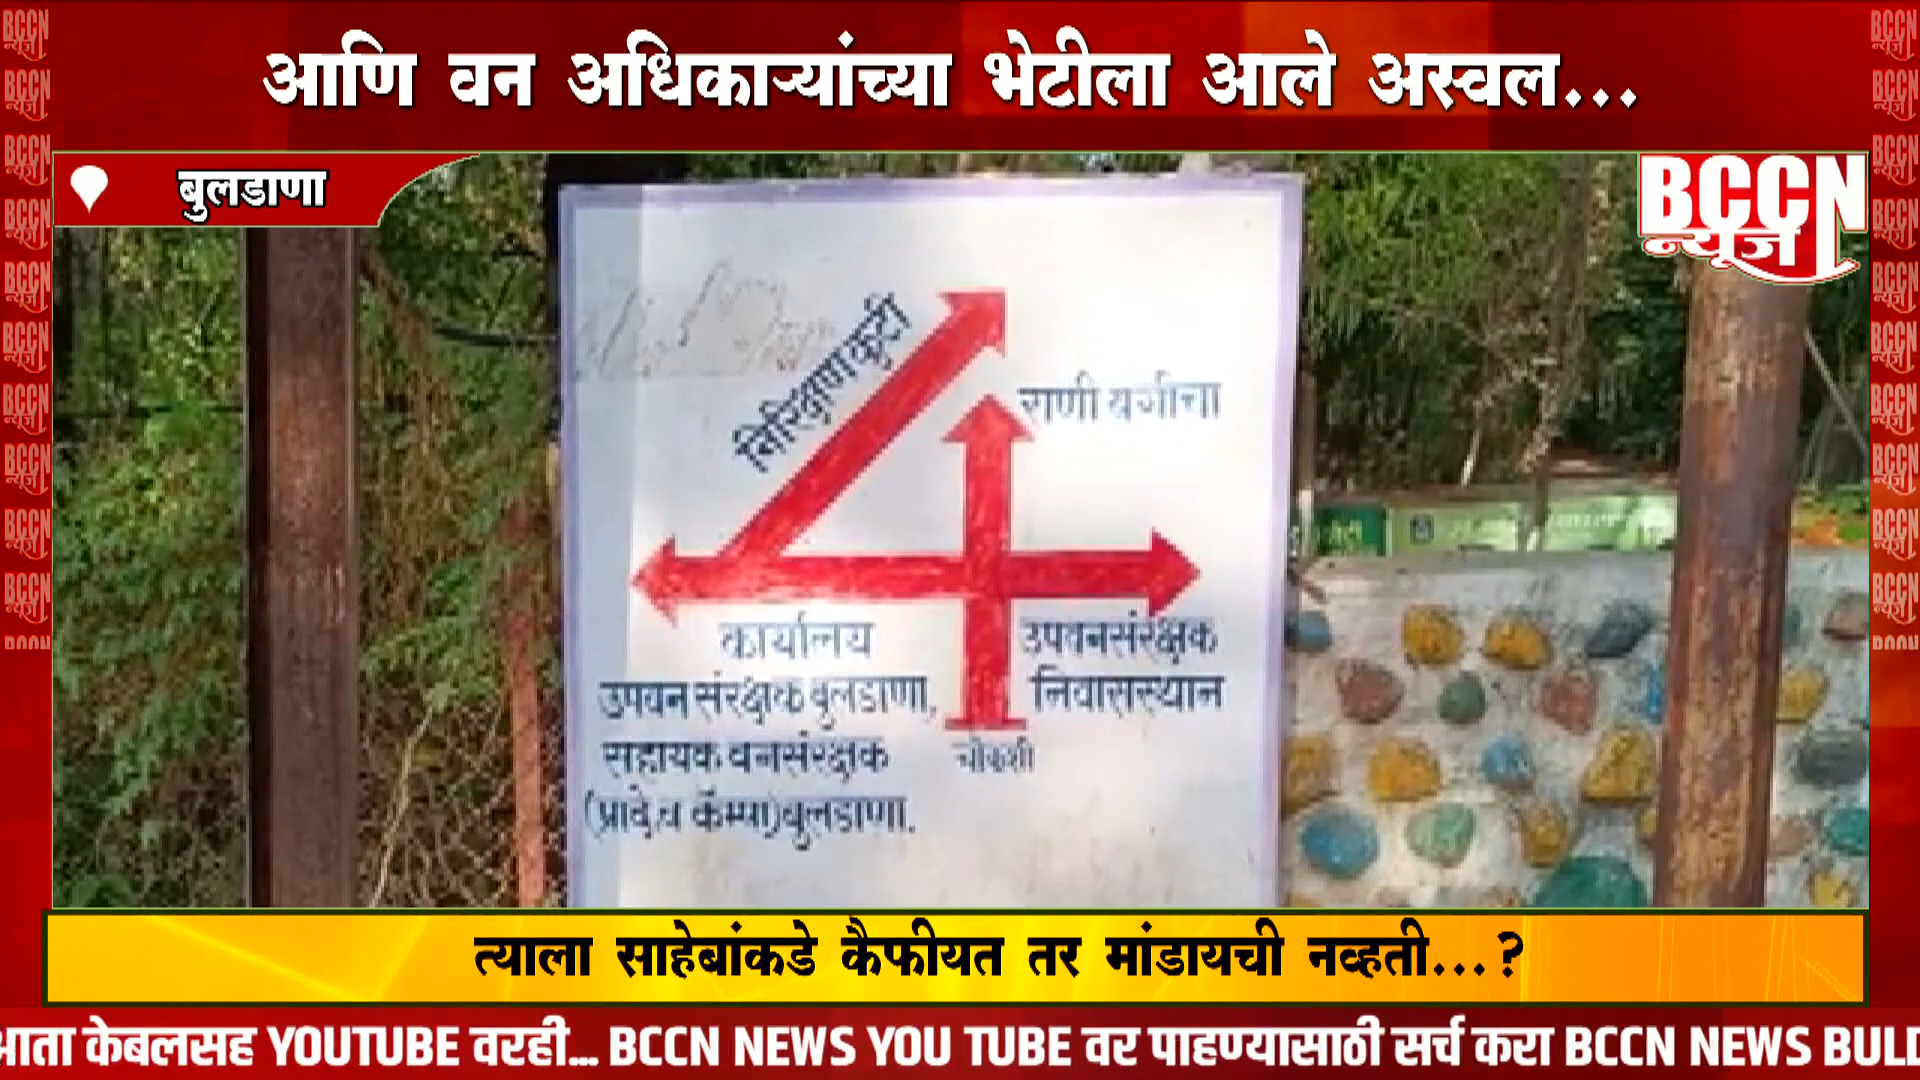 आणि वन अधिकाऱ्यांच्या भेटीला आले अस्वल...
बुलडाणा
BCCN
न्यूज
निरिक्षण कुटी
राणी बगीचा
कार्यालय
उपवन संरक्षक बुलडाणा,
सहायक वनसंरक्षक
(प्रादे.व कॅम्पा) बुलडाणा.
उपवनसंरक्षक
निवासस्थान
चौकशी
त्याला साहेबांकडे कैफीयत तर मांडायची नव्हती...?
आता केबलसह YOUTUBE वरही... BCCN NEWS YOU TUBE वर पाहण्यासाठी सर्च करा BCCN NEWS BULD